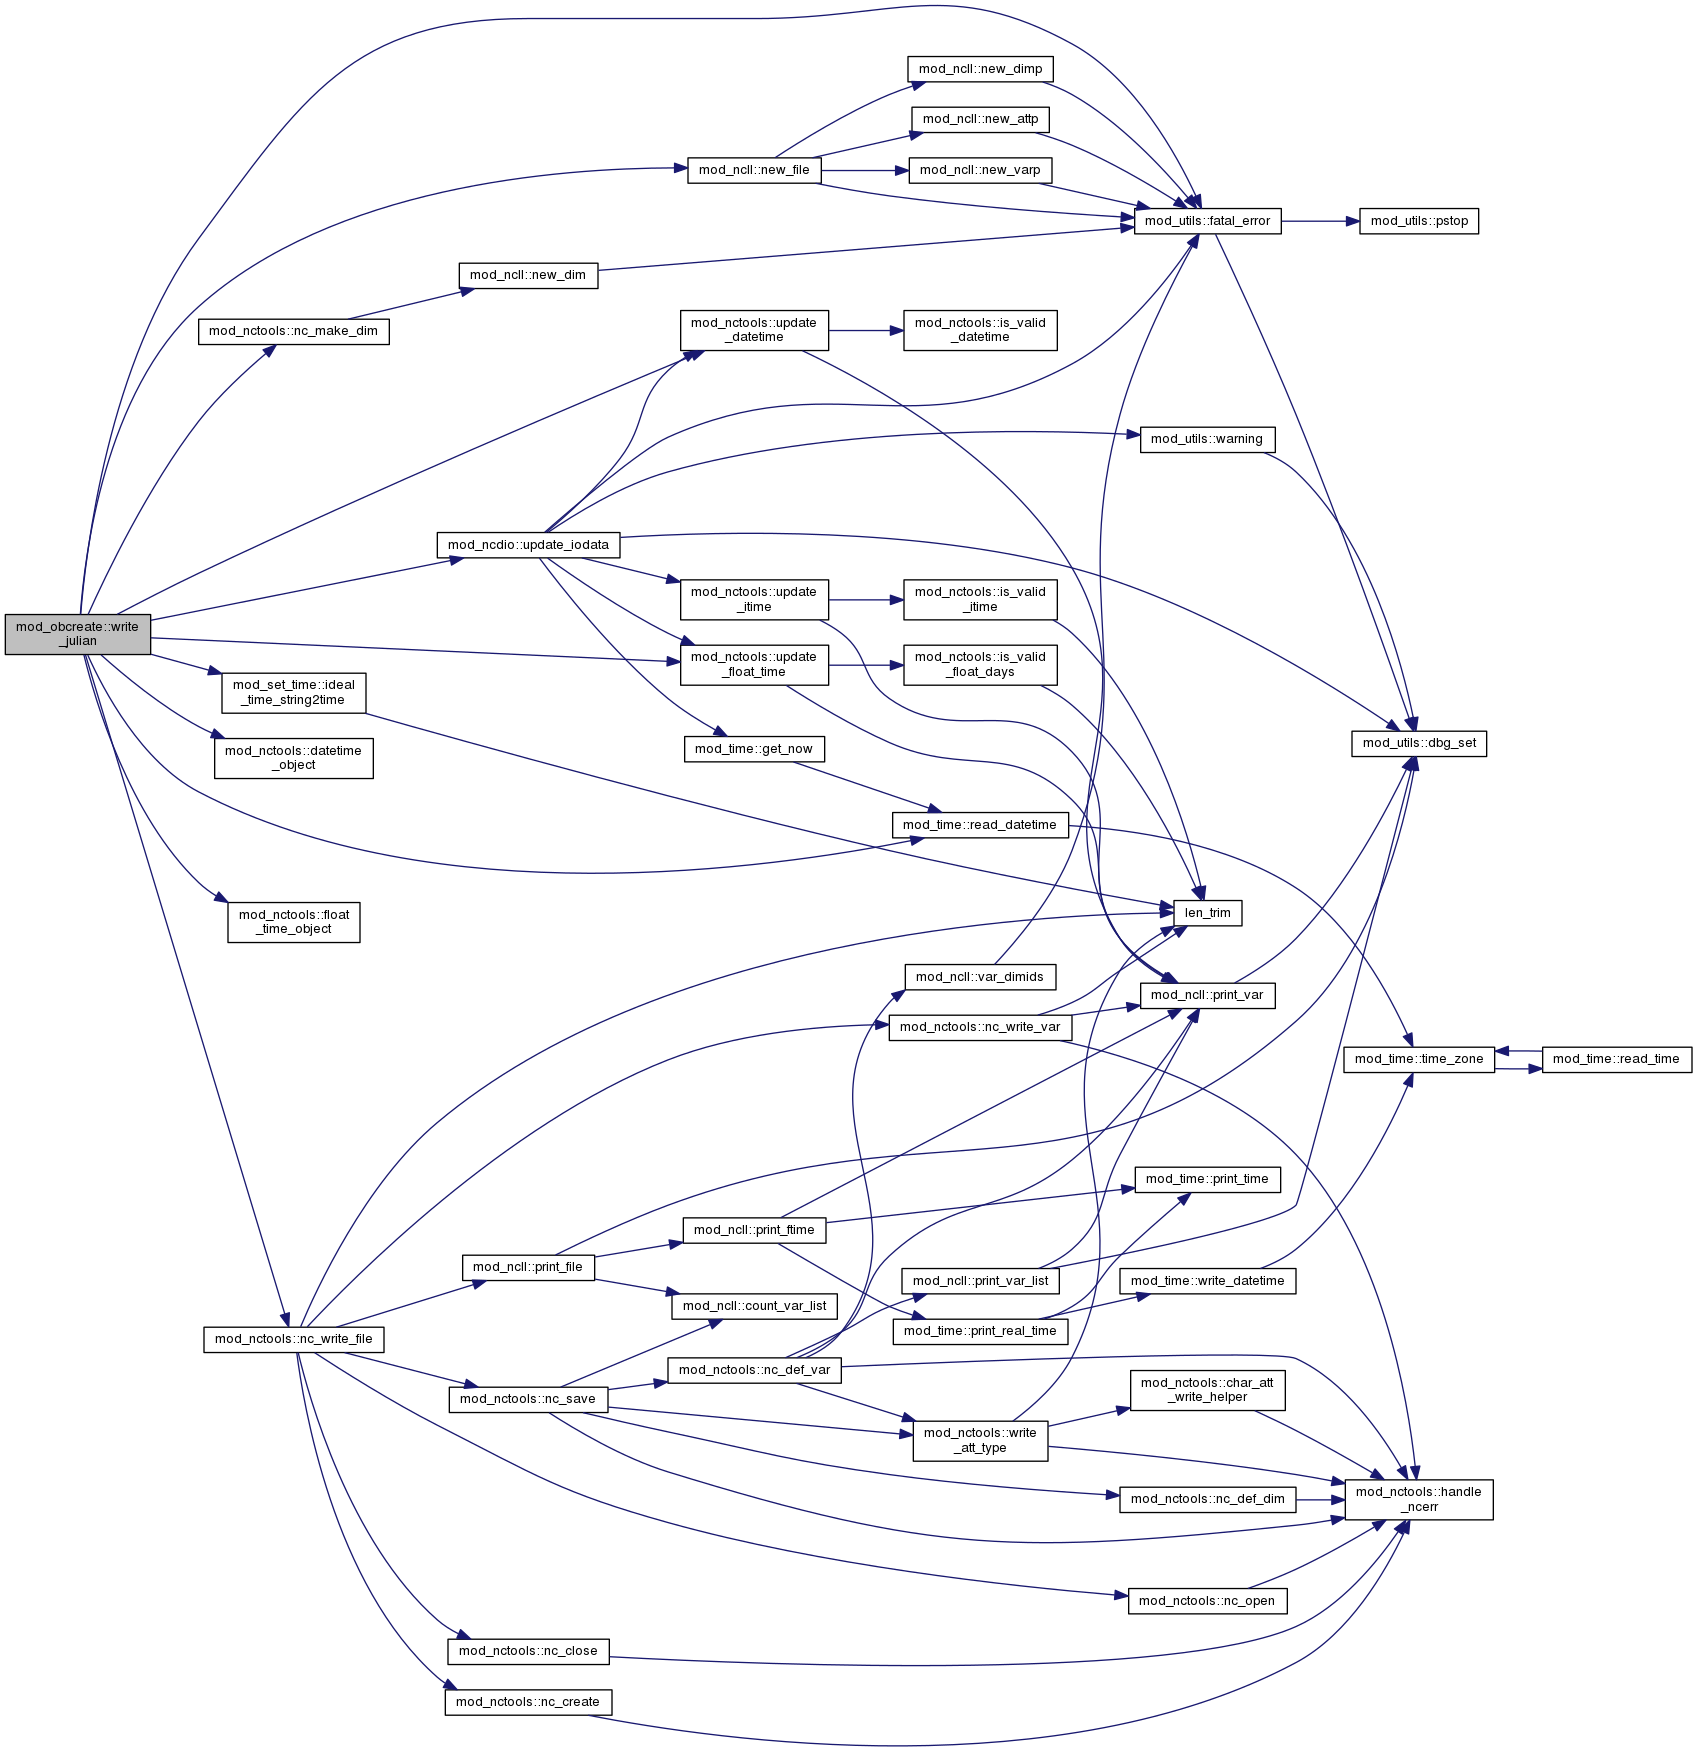 mod_ncll::new_dimp
mod_ncll::new_attp
mod_ncll::new_file
mod_ncll::new_varp
mod_utils::fatal_error
mod_utils::pstop
mod_ncll::new_dim
mod_nctools::nc_make_dim
mod_nctools::update
_datetime
mod_nctools::is_valid
_datetime
mod_utils::warning
mod_ncdio::update_iodata
mod_nctools::update
_itime
mod_nctools::is_valid
_itime
mod_obcreate::write
_julian
mod_nctools::update
_float_time
mod_nctools::is_valid
_float_days
mod_set_time::ideal
_time_string2time
mod_nctools::datetime
_object
mod_time::get_now
mod_utils::dbg_set
mod_time::read_datetime
mod_nctools::float
_time_object
len_trim
mod_ncll::var_dimids
mod_ncll::print_var
mod_nctools::nc_write_var
mod_time::time_zone
mod_time::read_time
mod_time::print_time
mod_ncll::print_ftime
mod_ncll::print_file
mod_ncll::print_var_list
mod_time::write_datetime
mod_ncll::count_var_list
mod_nctools::nc_write_file
mod_time::print_real_time
mod_nctools::nc_def_var
mod_nctools::nc_save
mod_nctools::char_att
_write_helper
mod_nctools::write
_att_type
mod_nctools::nc_def_dim
mod_nctools::handle
_ncerr
mod_nctools::nc_open
mod_nctools::nc_close
mod_nctools::nc_create